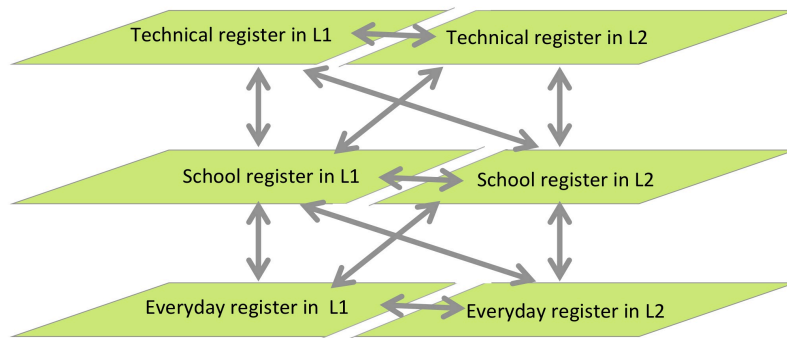 Technical register in L1
Technical register in L2
School register in L1
School register in L2
Everyday register in  L1
Everyday register in L2